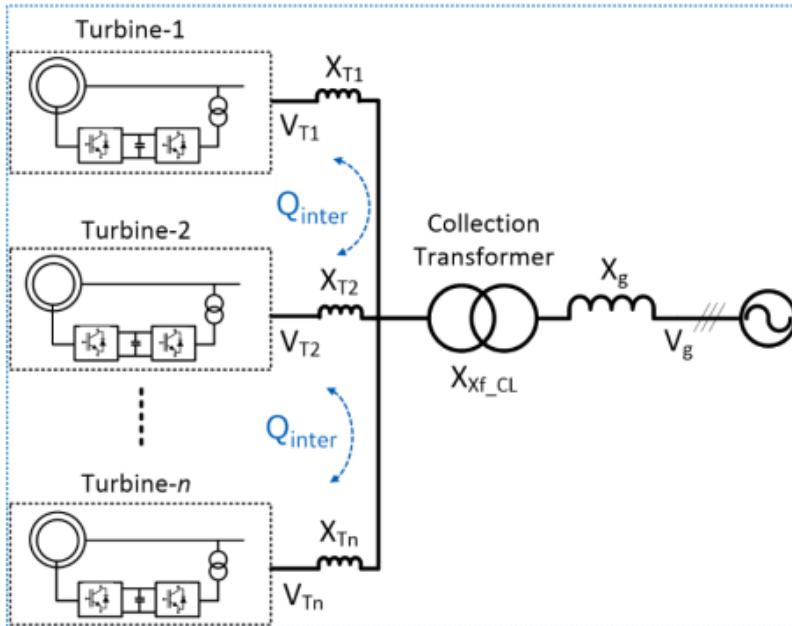 Turbine-1
X_T1
V_T1
Q_inter
Turbine-2
Collection
Transformer
X_T2
X_g
V_T2
V_g
X_Xf_CL
Q_inter
Turbine-n
X_Tn
V_Tn